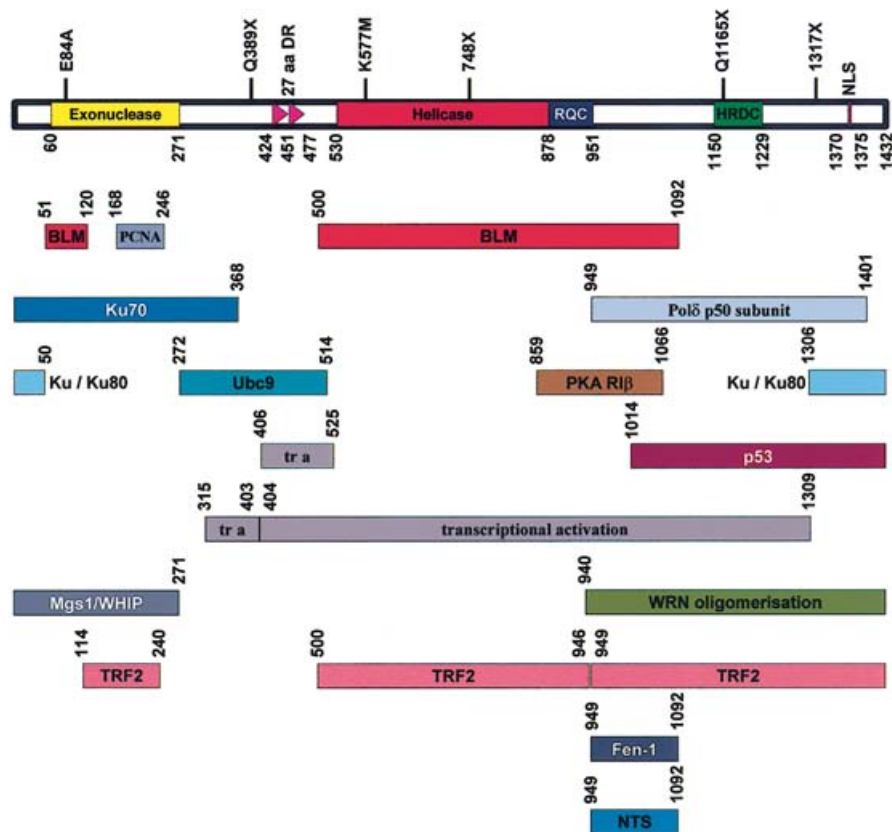 E84A Q389X 27 aa DR K577M 748X Q1165X 1317X NLS
Exonuclease Helicase RQC HRDC
60 271 424 451 477 530 878 951 1150 1229 1370 1375 1432
51 120 168 246 500 1092
BLM PCNA BLM
368 949 1401
Ku70 Polδ p50 subunit
50 272 514 859 1066 1306
Ku / Ku80 Ubc9 PKA RIβ Ku / Ku80
406 525 1014
tr a p53
315 403 404 1309
tr a transcriptional activation
271 940
Mgs1/WHIP WRN oligomerisation
114 240 500 946 949
TRF2 TRF2 TRF2
949 1092
Fen-1
949 1092
NTS